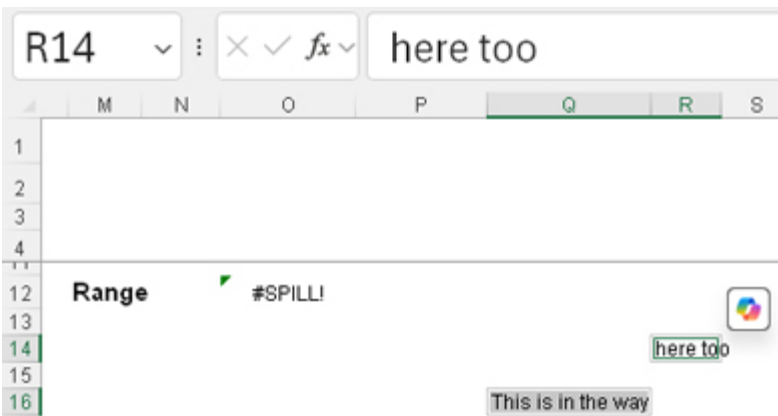 R14 fx here too
M N O P Q R S
1
2
3
4
11
12 Range #SPILL!
13
14 here too
15
16 This is in the way